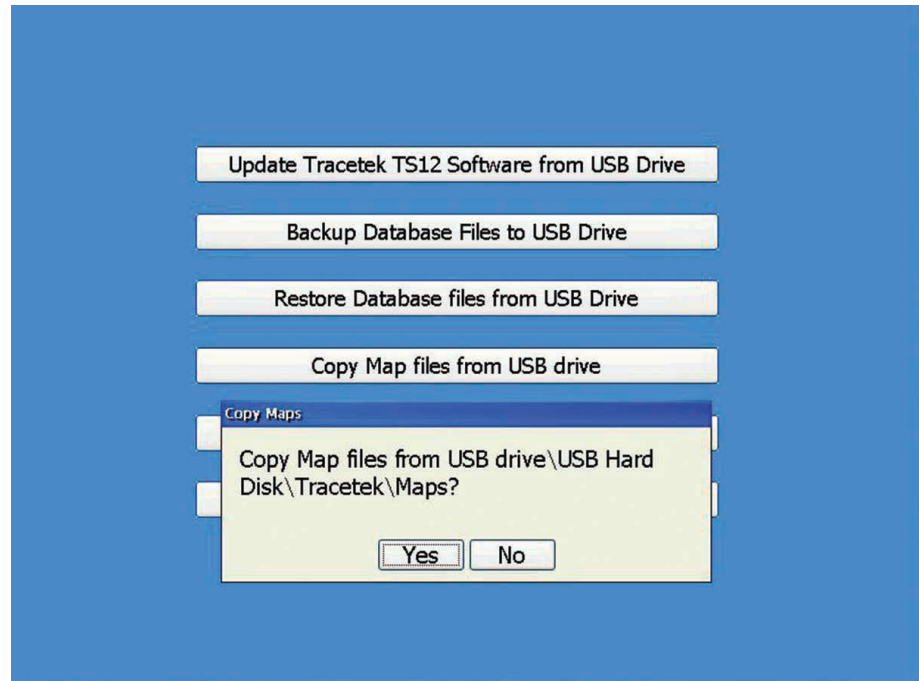 Update Tracetek TS12 Software from USB Drive
Backup Database Files to USB Drive
Restore Database files from USB Drive
Copy Map files from USB drive
Copy Maps
Copy Map files from USB drive\USB Hard
Disk\Tracetek\Maps?
Yes No